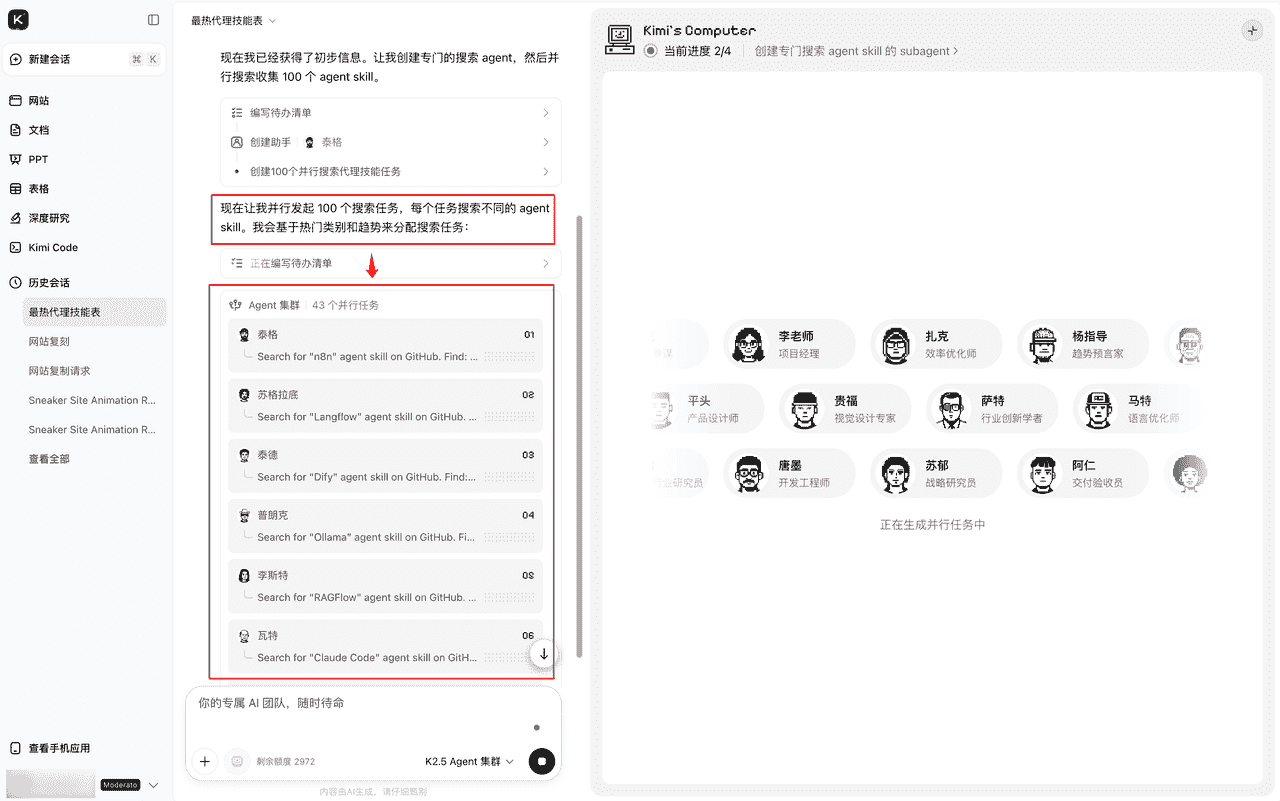 K
新建会话
⌘ K
网站
文档
PPT
表格
深度研究
Kimi Code
历史会话
最热代理技能表
网站复刻
网站复制请求
Sneaker Site Animation R...
Sneaker Site Animation R...
查看全部
查看手机应用
Moderato
最热代理技能表
现在我已经获得了初步信息。让我创建专门的搜索 agent，然后并
行搜索收集 100 个 agent skill。
编写待办清单
创建助手 泰格
创建100个并行搜索代理技能任务
现在让我并行发起 100 个搜索任务，每个任务搜索不同的 agent
skill。我会基于热门类别和趋势来分配搜索任务：
正在编写待办清单
Agent 集群 43 个并行任务
泰格 01
Search for "n8n" agent skill on GitHub. Find: ...
苏格拉底 02
Search for "Langflow" agent skill on GitHub. ...
泰德 03
Search for "Dify" agent skill on GitHub. Find:...
普朗克 04
Search for "Ollama" agent skill on GitHub. Fi...
李斯特 05
Search for "RAGFlow" agent skill on GitHub. ...
瓦特 06
Search for "Claude Code" agent skill on GitH...
你的专属 AI 团队，随时待命
剩余额度 2972
K2.5 Agent 集群
内容由AI生成，请仔细甄别
Kimi's Computer
当前进度 2/4 创建专门搜索 agent skill 的 subagent
李老师
项目经理
扎克
效率优化师
杨指导
趋势预言家
平头
产品设计师
贵福
视觉设计专家
萨特
行业创新学者
马特
语言优化师
行业研究员
唐墨
开发工程师
苏郁
战略研究员
阿仁
交付验收员
正在生成并行任务中